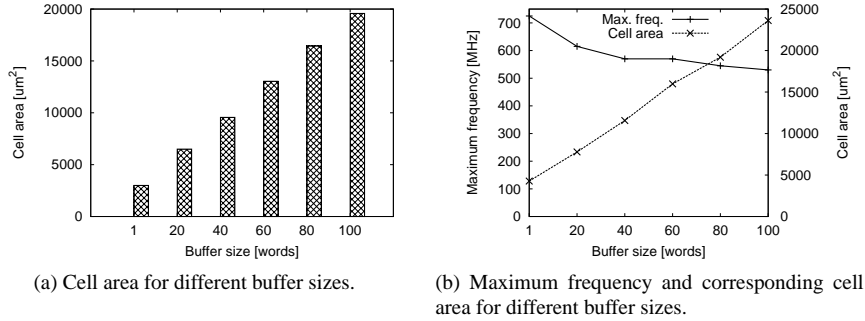 20000
15000
10000
5000
0
Cell area [um²]
1 20 40 60 80 100
Buffer size [words]
(a) Cell area for different buffer sizes.
Max. freq.
Cell area
700
600
500
400
300
200
100
0
Maximum frequency [MHz]
25000
20000
15000
10000
5000
0
Cell area [um²]
1 20 40 60 80 100
Buffer size [words]
(b) Maximum frequency and corresponding cell
area for different buffer sizes.